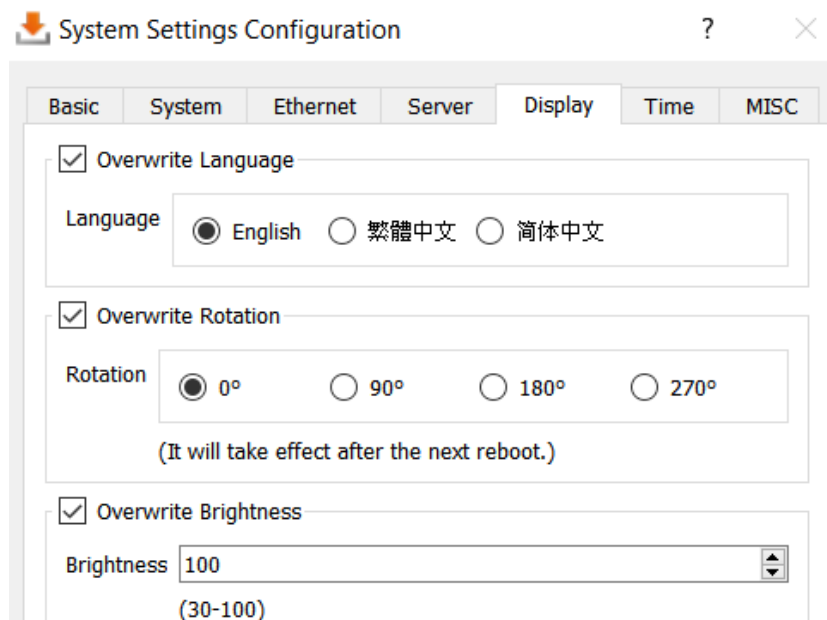 System Settings Configuration ?
Basic System Ethernet Server Display Time MISC
Overwrite Language
Language English 繁體中文 简体中文
Overwrite Rotation
Rotation 0° 90° 180° 270°
(It will take effect after the next reboot.)
Overwrite Brightness
Brightness 100
(30-100)